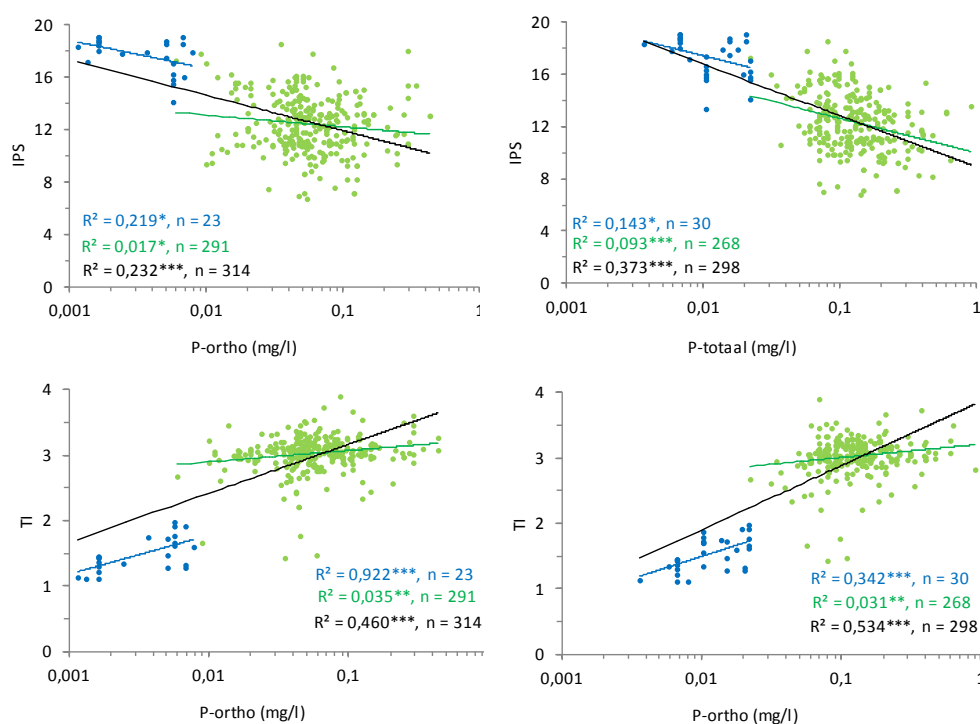 20
16
12
8
4
0
IPS
R² = 0,219*, n = 23
R² = 0,017*, n = 291
R² = 0,232***, n = 314
0,001
0,01
0,1
1
P-ortho (mg/l)
20
16
12
8
4
0
IPS
R² = 0,143*, n = 30
R² = 0,093***, n = 268
R² = 0,373***, n = 298
0,001
0,01
0,1
1
P-totaal (mg/l)
4
3
2
1
0
TI
R² = 0,922***, n = 23
R² = 0,035**, n = 291
R² = 0,460***, n = 314
0,001
0,01
0,1
1
P-ortho (mg/l)
4
3
2
1
0
TI
R² = 0,342***, n = 30
R² = 0,031**, n = 268
R² = 0,534***, n = 298
0,001
0,01
0,1
1
P-ortho (mg/l)